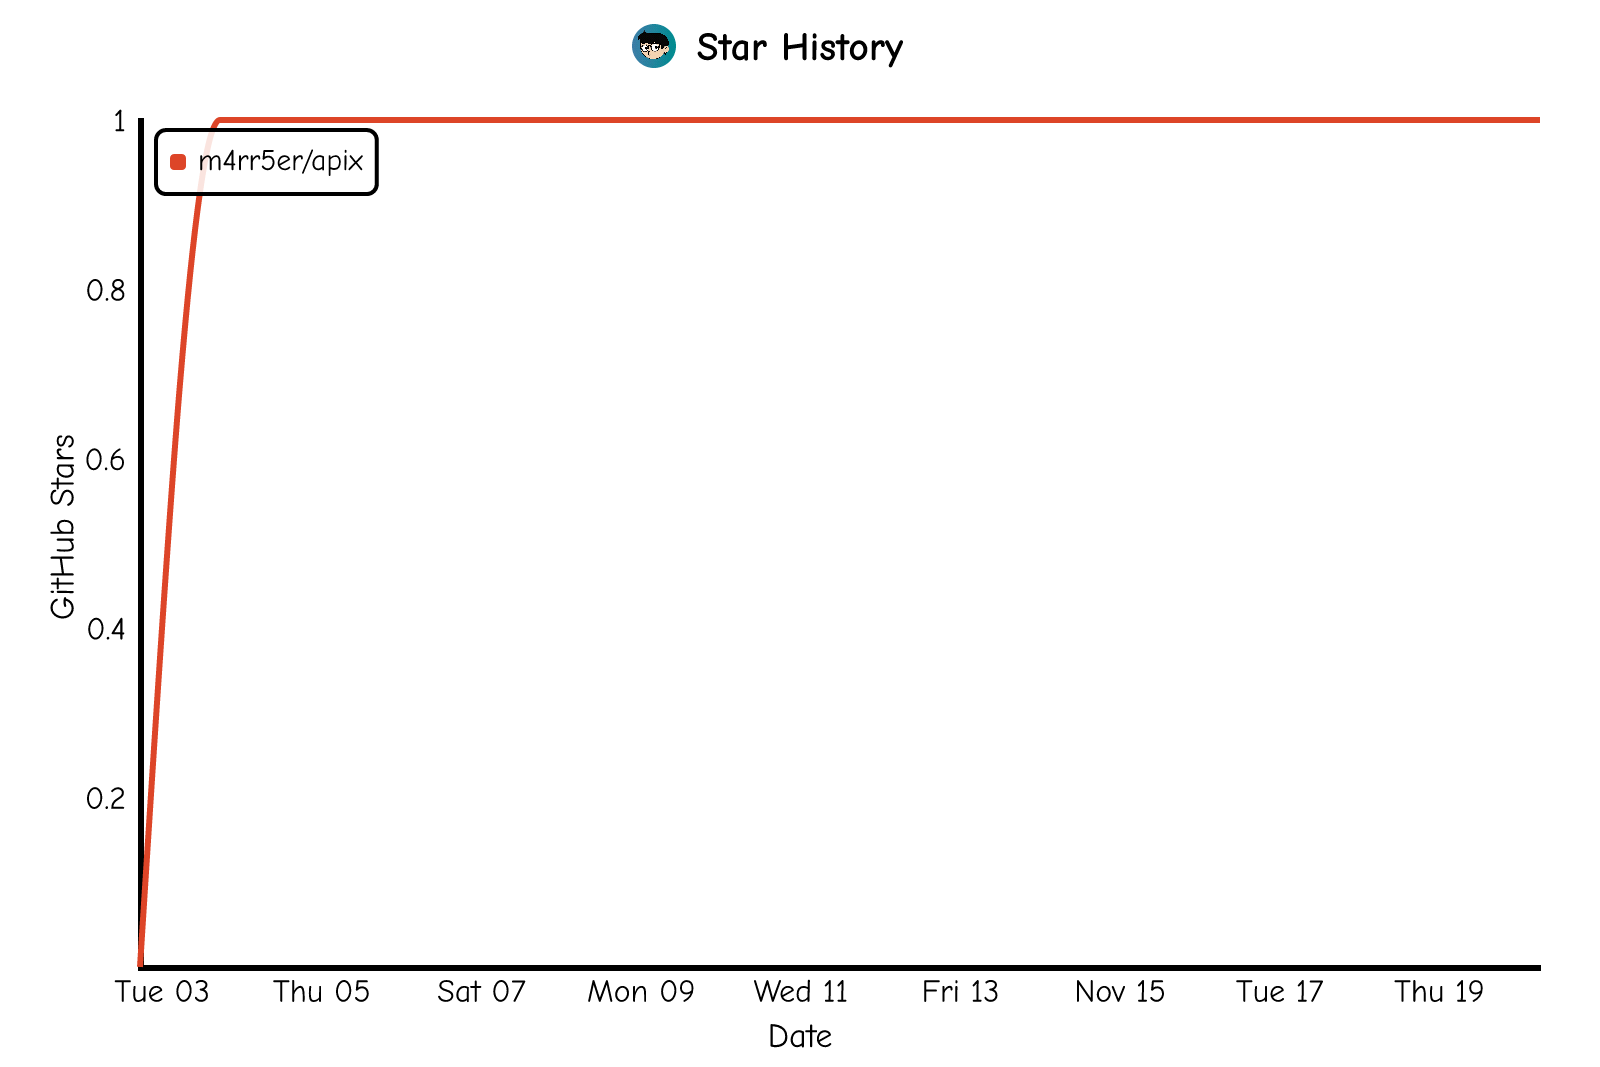 Star History
m4rr5er/apix
1
0.8
0.6
0.4
0.2
GitHub Stars
Tue 03 Thu 05 Sat 07 Mon 09 Wed 11 Fri 13 Nov 15 Tue 17 Thu 19
Date